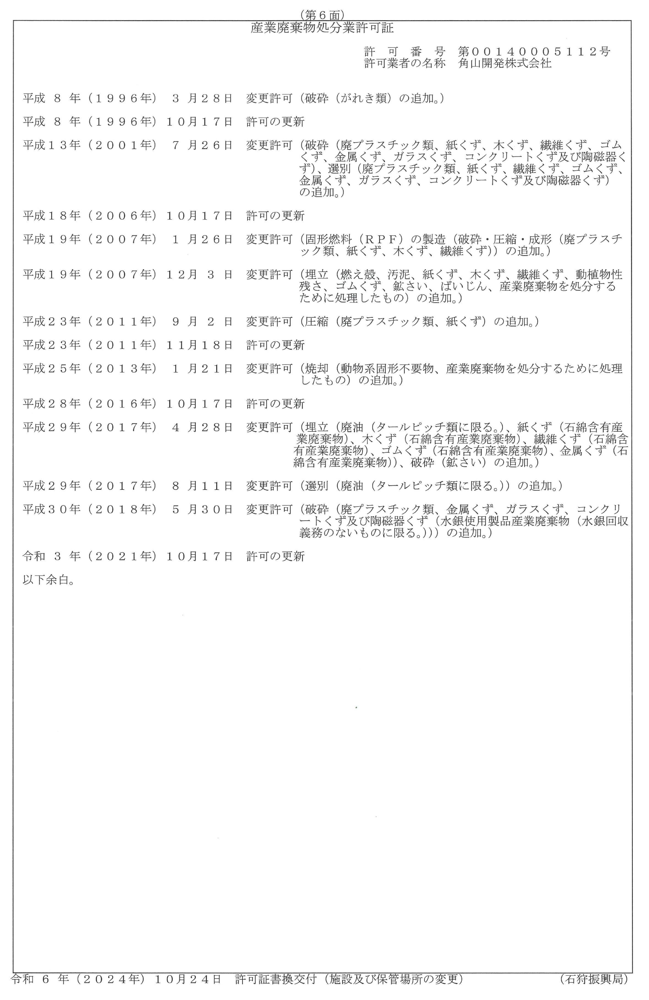 （第６面）
産業廃棄物処分業許可証
許　可　番　号　第００１４０００５１１２号
許可業者の名称　角山開発株式会社
平成 ８ 年（１９９６年） ３ 月２８日　変更許可（破砕（がれき類）の追加。）
平成 ８ 年（１９９６年）１０月１７日　許可の更新
平成１３年（２００１年） ７ 月２６日　変更許可（破砕（廃プラスチック類、紙くず、木くず、繊維くず、ゴム
くず、金属くず、ガラスくず、コンクリートくず及び陶磁器く
ず）、選別（廃プラスチック類、紙くず、繊維くず、ゴムくず、
金属くず、ガラスくず、コンクリートくず及び陶磁器くず）
の追加。）
平成１８年（２００６年）１０月１７日　許可の更新
平成１９年（２００７年） １ 月２６日　変更許可（固形燃料（ＲＰＦ）の製造（破砕・圧縮・成形（廃プラスチ
ック類、紙くず、木くず、繊維くず））の追加。）
平成１９年（２００７年）１２月 ３ 日　変更許可（埋立（燃え殻、汚泥、紙くず、木くず、繊維くず、動植物性
残さ、ゴムくず、鉱さい、ばいじん、産業廃棄物を処分する
ために処理したもの）の追加。）
平成２３年（２０１１年） ９ 月 ２ 日　変更許可（圧縮（廃プラスチック類、紙くず）の追加。）
平成２３年（２０１１年）１１月１８日　許可の更新
平成２５年（２０１３年） １ 月２１日　変更許可（焼却（動物系固形不要物、産業廃棄物を処分するために処理
したもの）の追加。）
平成２８年（２０１６年）１０月１７日　許可の更新
平成２９年（２０１７年） ４ 月２８日　変更許可（埋立（廃油（タールピッチ類に限る。）、紙くず（石綿含有産
業廃棄物）、木くず（石綿含有産業廃棄物）、繊維くず（石綿含
有産業廃棄物）、ゴムくず（石綿含有産業廃棄物）、金属くず（石
綿含有産業廃棄物））、破砕（鉱さい）の追加。）
平成２９年（２０１７年） ８ 月１１日　変更許可（選別（廃油（タールピッチ類に限る。））の追加。）
平成３０年（２０１８年） ５ 月３０日　変更許可（破砕（廃プラスチック類、金属くず、ガラスくず、コンクリ
ートくず及び陶磁器くず（水銀使用製品産業廃棄物（水銀回収
義務のないものに限る。）））の追加。）
令和 ３ 年（２０２１年）１０月１７日　許可の更新
以下余白。
令和 ６ 年（２０２４年）１０月２４日　許可証書換交付（施設及び保管場所の変更）　（石狩振興局）